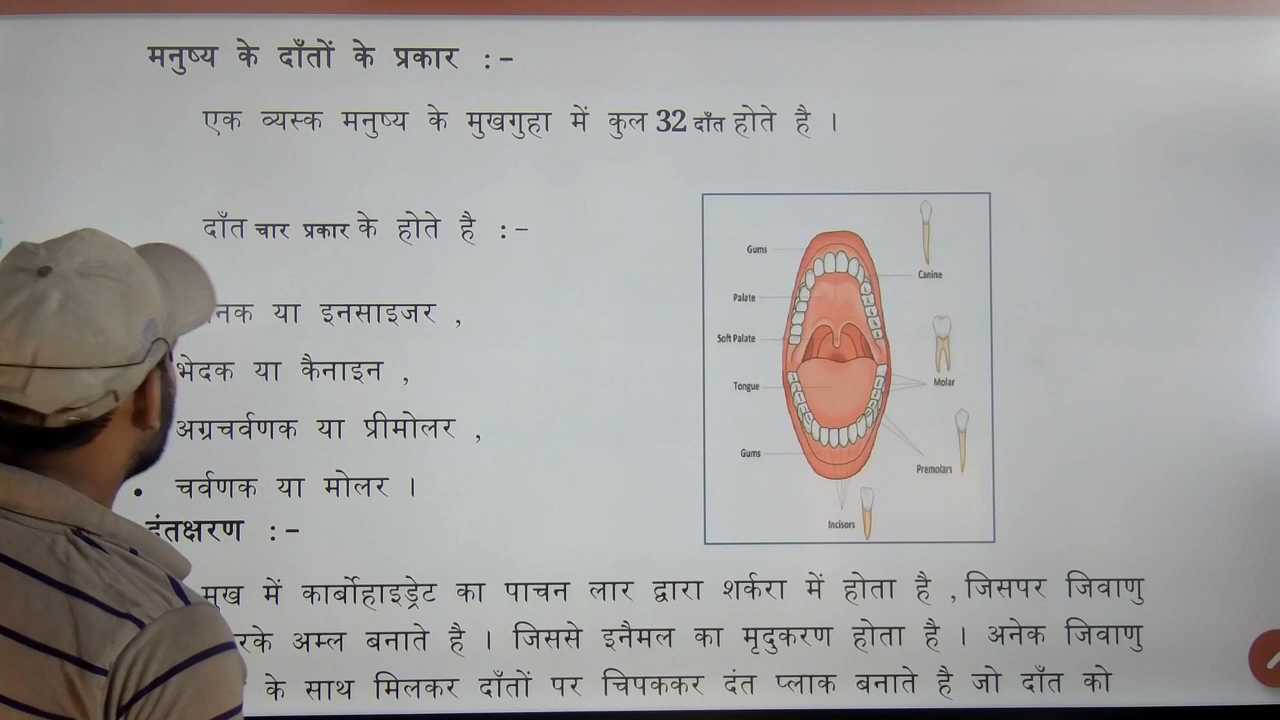 मनुष्य के दाँतों के प्रकार :-
एक व्यस्क मनुष्य के मुखगुहा में कुल 32 दाँत होते है ।
दाँत चार प्रकार के होते है :-
या इनसाइजर ,
भेदक या कैनाइन ,
अग्रचर्वणक या प्रीमोलर ,
• चर्वणक या मोलर ।
दंतक्षरण :-
मुख में कार्बोहाइड्रेट का पाचन लार द्वारा शर्करा में होता है , जिसपर जिवाणु
अम्ल बनाते है । जिससे इनैमल का मृदुकरण होता है । अनेक जिवाणु
के साथ मिलकर दाँतों पर चिपककर दंत प्लाक बनाते है जो दाँत को
Gums
Canine
Palate
Soft Palate
Tongue
Molar
Gums
Premolars
Incisors